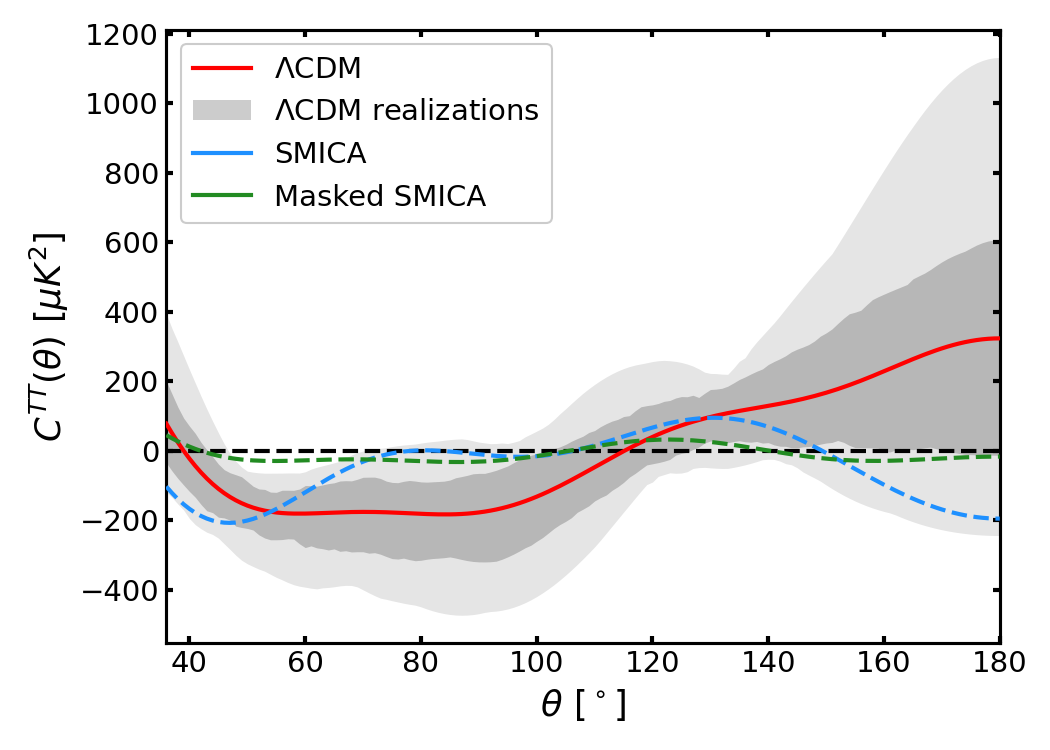 ΛCDM
ΛCDM realizations
SMICA
Masked SMICA
1200
1000
800
600
400
200
0
−200
−400
C^{TT}(θ) [μK²]
40 60 80 100 120 140 160 180
θ [°]